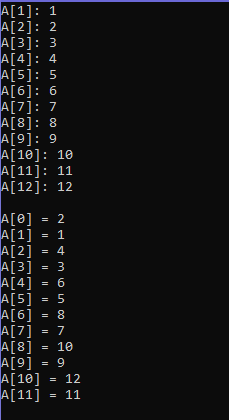 A[1]: 1
A[2]: 2
A[3]: 3
A[4]: 4
A[5]: 5
A[6]: 6
A[7]: 7
A[8]: 8
A[9]: 9
A[10]: 10
A[11]: 11
A[12]: 12
A[0] = 2
A[1] = 1
A[2] = 4
A[3] = 3
A[4] = 6
A[5] = 5
A[6] = 8
A[7] = 7
A[8] = 10
A[9] = 9
A[10] = 12
A[11] = 11